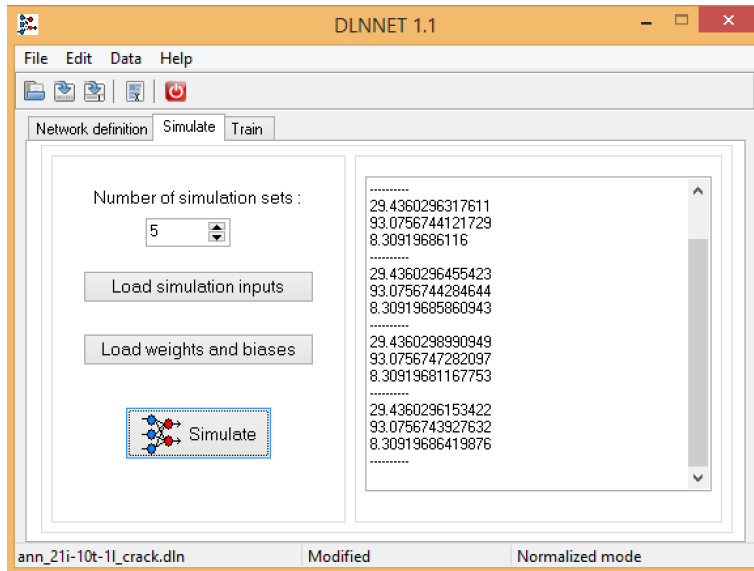 DLNNET 1.1
File Edit Data Help
Network definition Simulate Train
Number of simulation sets :
5
Load simulation inputs
Load weights and biases
Simulate
----------
29.4360296317611
93.0756744121729
8.30919686116
----------
29.4360296455423
93.0756744284644
8.30919685860943
----------
29.4360298990949
93.0756747282097
8.30919681167753
----------
29.4360296153422
93.0756743927632
8.30919686419876
----------
ann_21i-10t-1l_crack.dln Modified Normalized mode